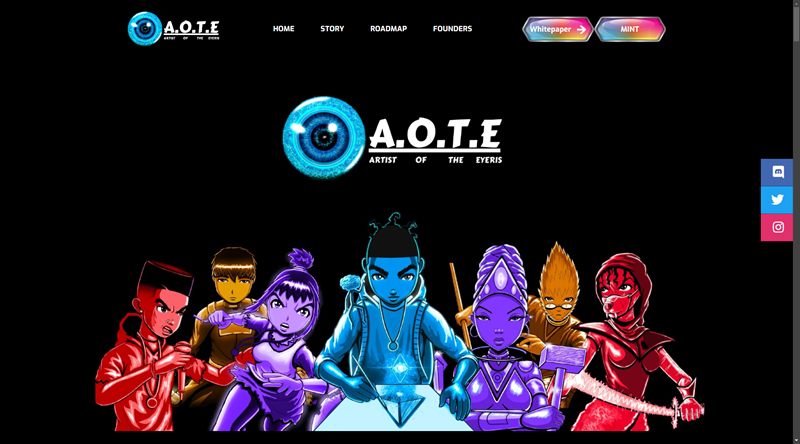 A.O.T.E
ARTIST OF THE EYERIS
HOME
STORY
ROADMAP
FOUNDERS
Whitepaper
MINT
A.O.T.E
ARTIST OF THE EYERIS